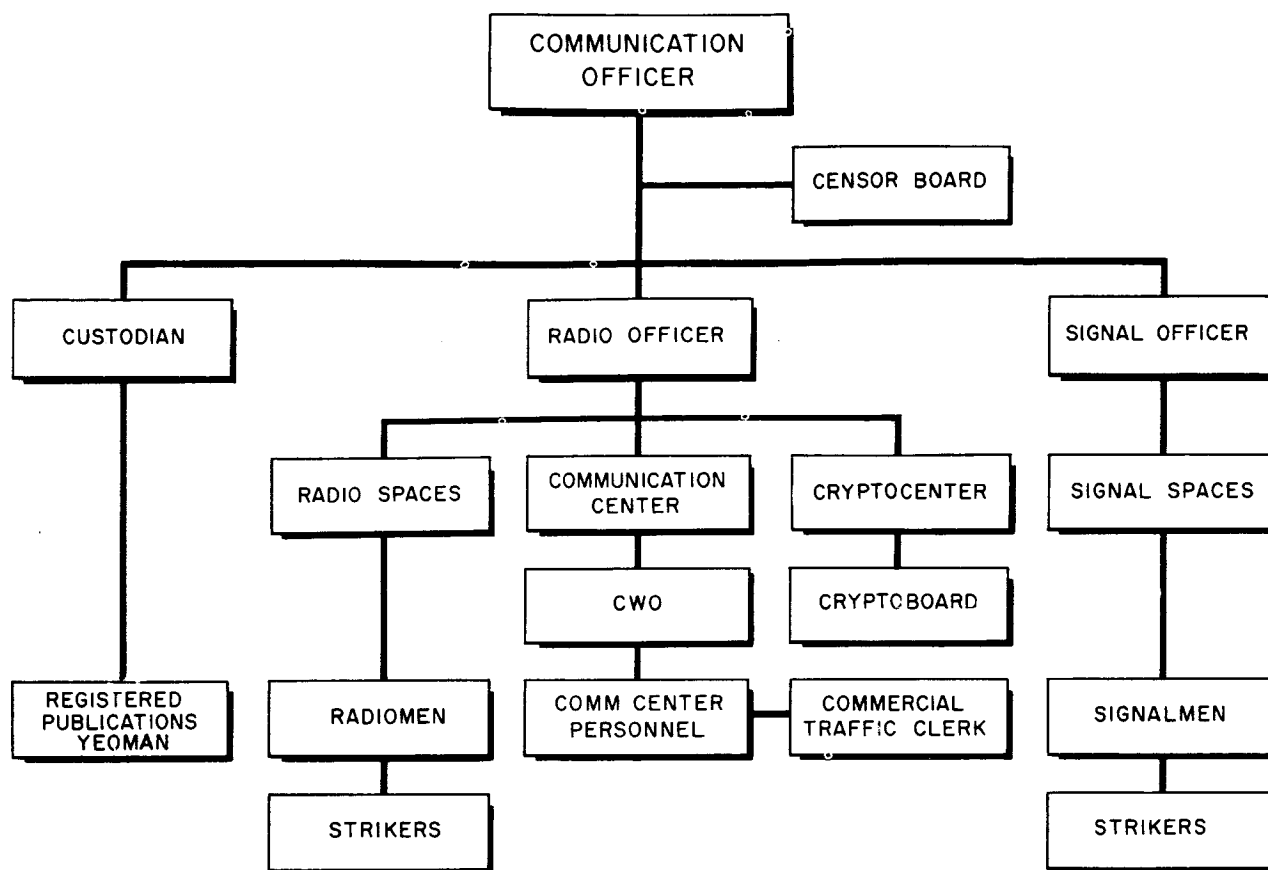 COMMUNICATION
OFFICER
CENSOR BOARD
CUSTODIAN
RADIO OFFICER
SIGNAL OFFICER
RADIO SPACES
COMMUNICATION
CENTER
CRYPTOCENTER
SIGNAL SPACES
CWO
CRYPTOBOARD
REGISTERED
PUBLICATIONS
YEOMAN
RADIOMEN
COMM CENTER
PERSONNEL
COMMERCIAL
TRAFFIC CLERK
SIGNALMEN
STRIKERS
STRIKERS